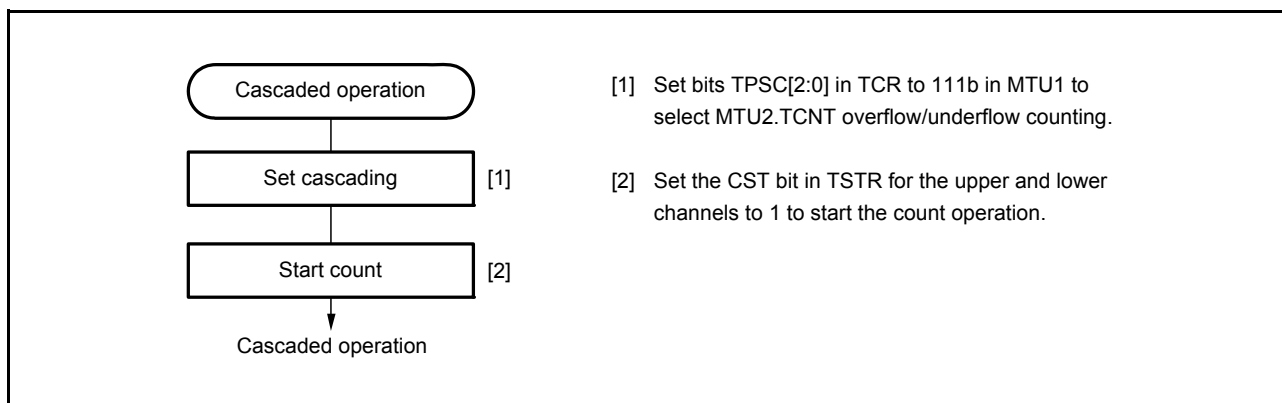 Cascaded operation
Set cascading
[1]
Start count
[2]
Cascaded operation
[1] Set bits TPSC[2:0] in TCR to 111b in MTU1 to
select MTU2.TCNT overflow/underflow counting.
[2] Set the CST bit in TSTR for the upper and lower
channels to 1 to start the count operation.